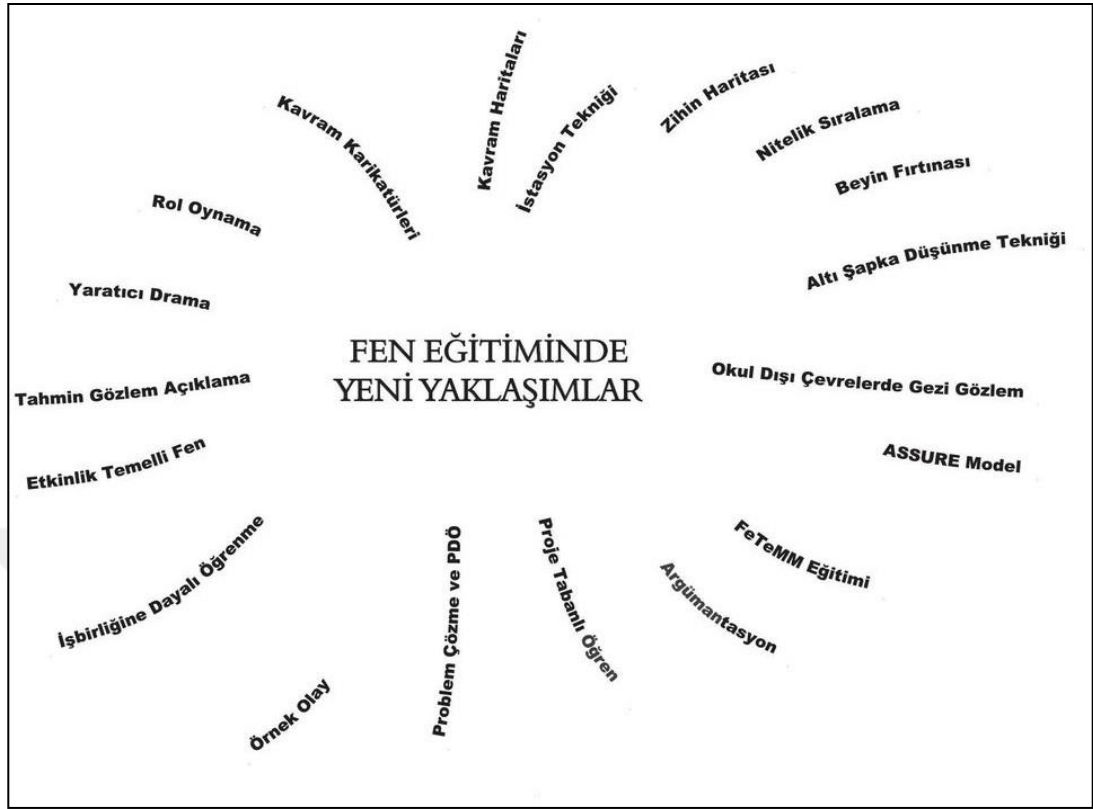 FEN EĞİTİMİNDE
YENİ YAKLAŞIMLAR
Kavram Haritaları
İstasyon Tekniği
Zihin Haritası
Nitelik Sıralama
Beyin Fırtınası
Altı Şapka Düşünme Tekniği
Okul Dışı Çevrelerde Gezi Gözlem
ASSURE Model
FeTeMM Eğitimi
Argümantasyon
Proje Tabanlı Öğren
Problem Çözme ve PDÖ
Örnek Olay
İşbirliğine Dayalı Öğrenme
Etkinlik Temelli Fen
Tahmin Gözlem Açıklama
Yaratıcı Drama
Rol Oynama
Kavram Karikatürleri